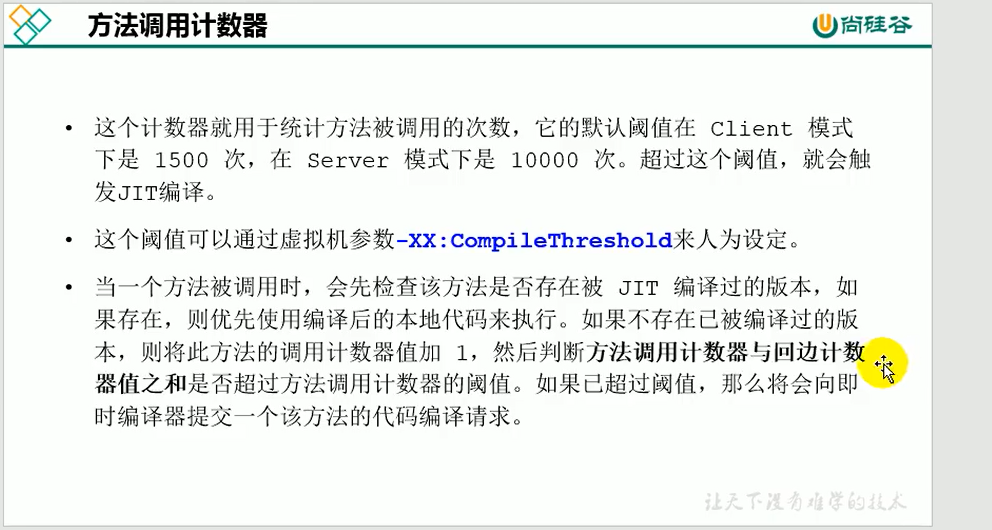 方法调用计数器
尚硅谷
• 这个计数器就用于统计方法被调用的次数，它的默认阈值在 Client 模式
下是 1500 次，在 Server 模式下是 10000 次。超过这个阈值，就会触
发JIT编译。
• 这个阈值可以通过虚拟机参数-XX:CompileThreshold来人为设定。
• 当一个方法被调用时，会先检查该方法是否存在被 JIT 编译过的版本，如
果存在，则优先使用编译后的本地代码来执行。如果不存在已被编译过的版
本，则将此方法的调用计数器值加 1，然后判断方法调用计数器与回边计数
器值之和是否超过方法调用计数器的阈值。如果已超过阈值，那么将会向即
时编译器提交一个该方法的代码编译请求。
让天下没有难学的技术